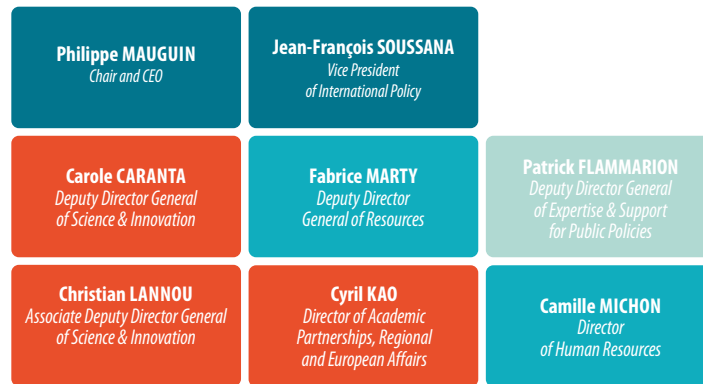 Philippe MAUGUIN
Chair and CEO
Jean-François SOUSSANA
Vice President
of International Policy
Carole CARANTA
Deputy Director General
of Science & Innovation
Fabrice MARTY
Deputy Director
General of Resources
Patrick FLAMMARION
Deputy Director General
of Expertise & Support
for Public Policies
Christian LANNOU
Associate Deputy Director General
of Science & Innovation
Cyril KAO
Director of Academic
Partnerships, Regional
and European Affairs
Camille MICHON
Director
of Human Resources